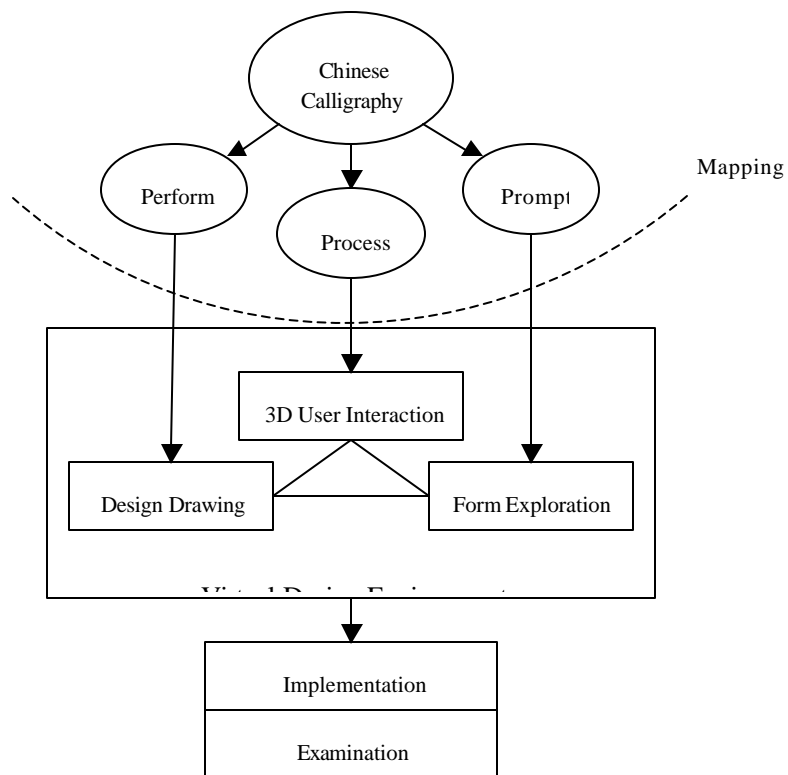 Chinese
Calligraphy
Mapping
Perform
Prompt
Process
3D User Interaction
Design Drawing
Form Exploration
Implementation
Examination